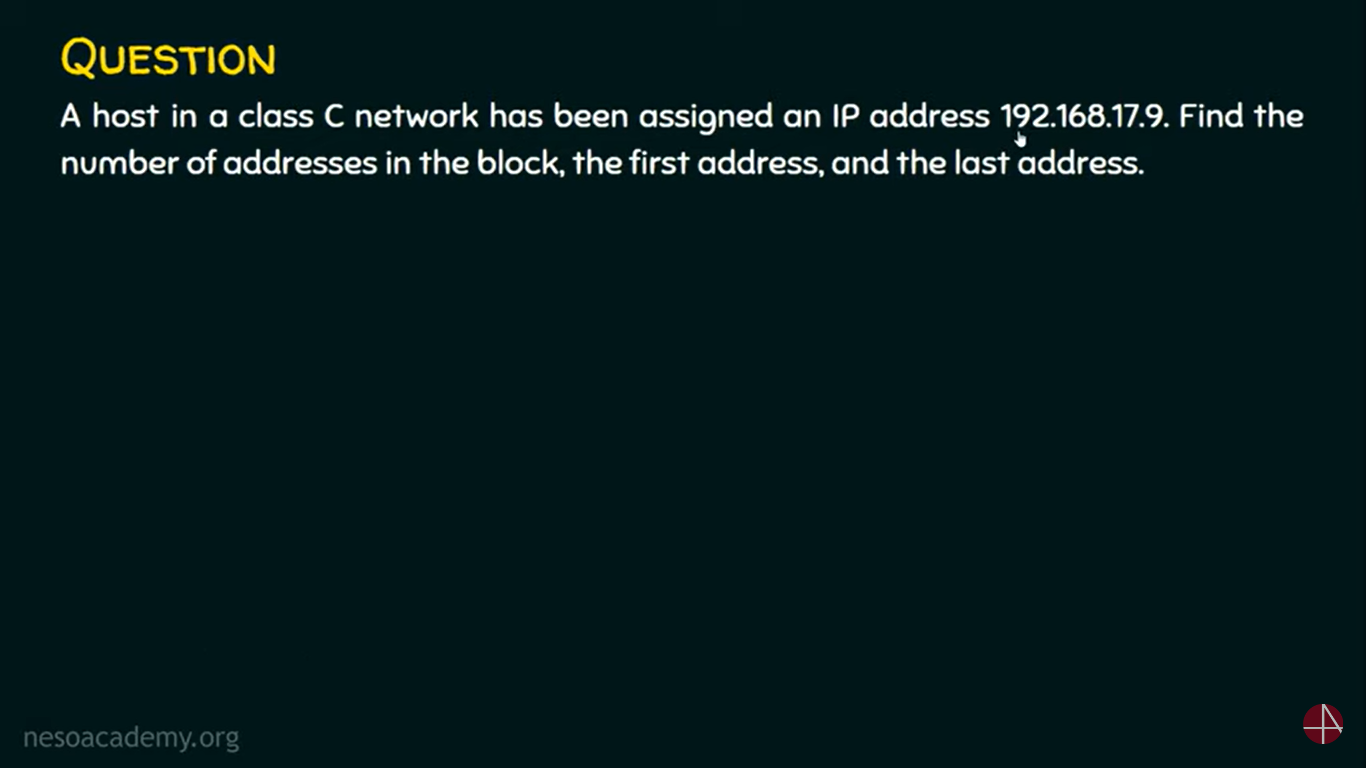 QUESTION
A host in a class C network has been assigned an IP address 192.168.17.9. Find the
number of addresses in the block, the first address, and the last address.
nesoacademy.org